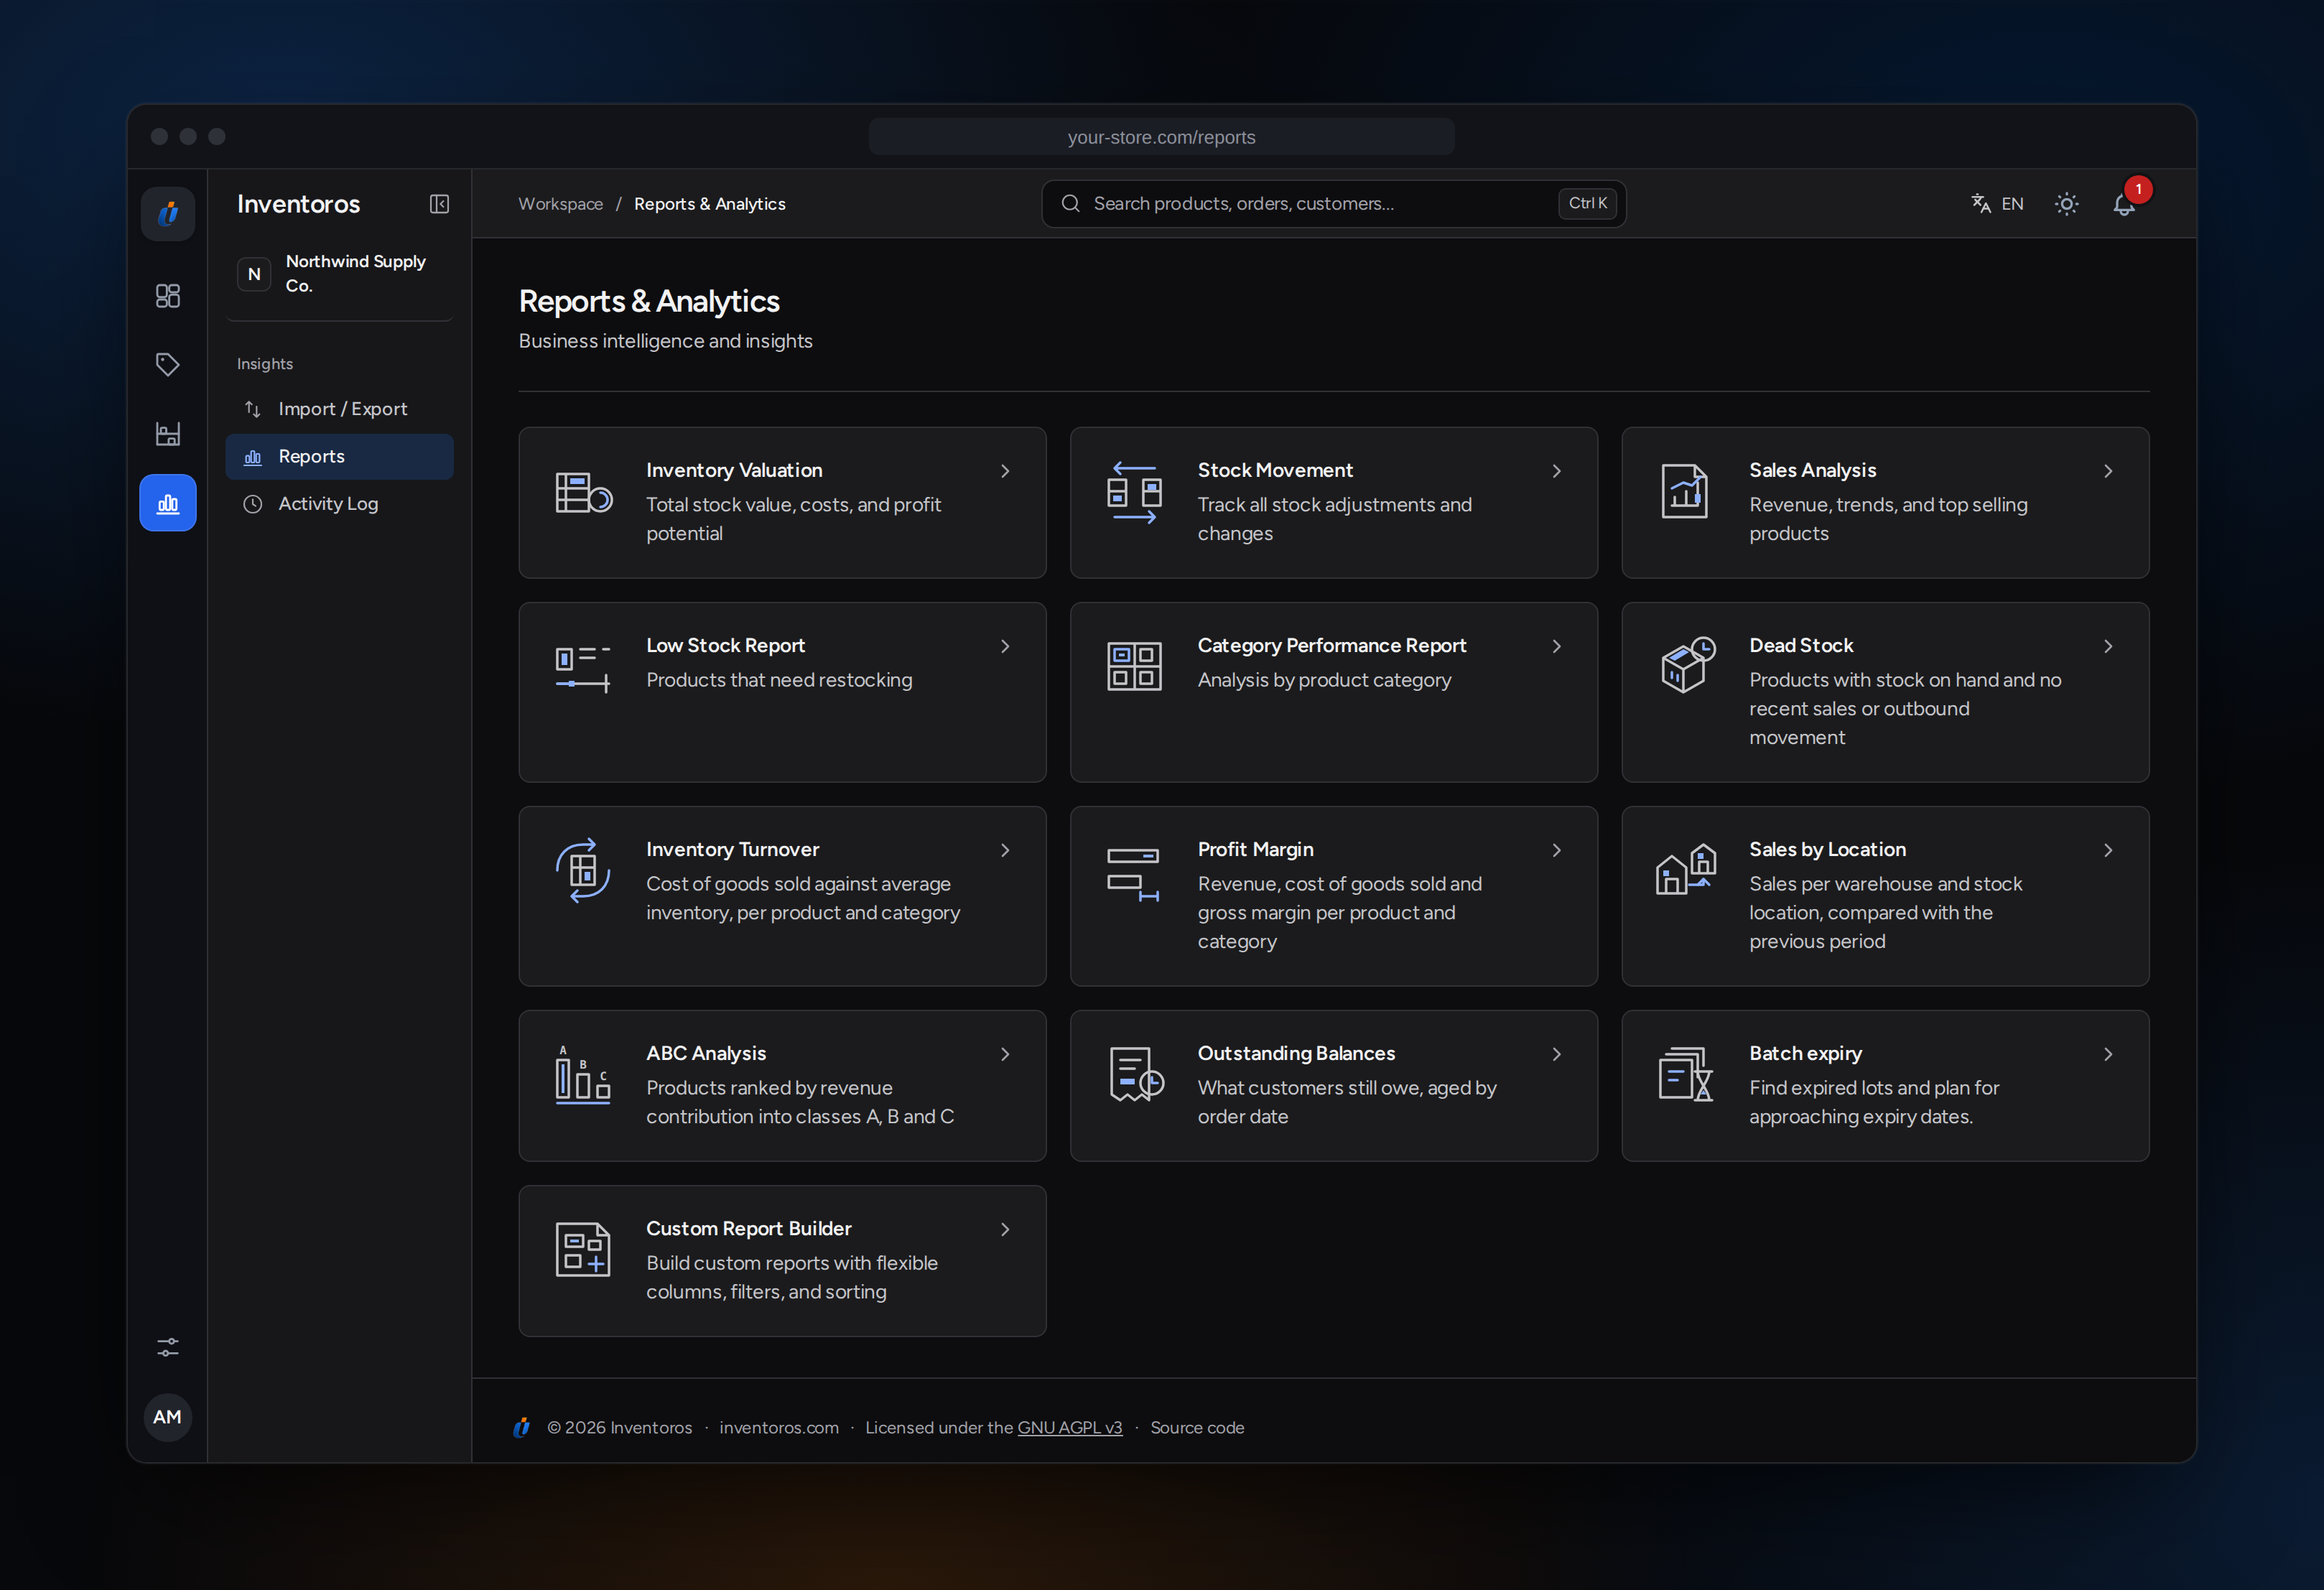 your-store.com/reports
Inventoros
Northwind Supply
Co.
N
Insights
Import / Export
Reports
Activity Log
AM
Workspace / Reports & Analytics
Search products, orders, customers...
Ctrl K
EN
1
Reports & Analytics
Business intelligence and insights
Inventory Valuation
Total stock value, costs, and profit
potential
Stock Movement
Track all stock adjustments and
changes
Sales Analysis
Revenue, trends, and top selling
products
Low Stock Report
Products that need restocking
Category Performance Report
Analysis by product category
Dead Stock
Products with stock on hand and no
recent sales or outbound
movement
Inventory Turnover
Cost of goods sold against average
inventory, per product and category
Profit Margin
Revenue, cost of goods sold and
gross margin per product and
category
Sales by Location
Sales per warehouse and stock
location, compared with the
previous period
A
B
C
ABC Analysis
Products ranked by revenue
contribution into classes A, B and C
Outstanding Balances
What customers still owe, aged by
order date
Batch expiry
Find expired lots and plan for
approaching expiry dates.
Custom Report Builder
Build custom reports with flexible
columns, filters, and sorting
© 2026 Inventoros · inventoros.com · Licensed under the GNU AGPL v3 · Source code